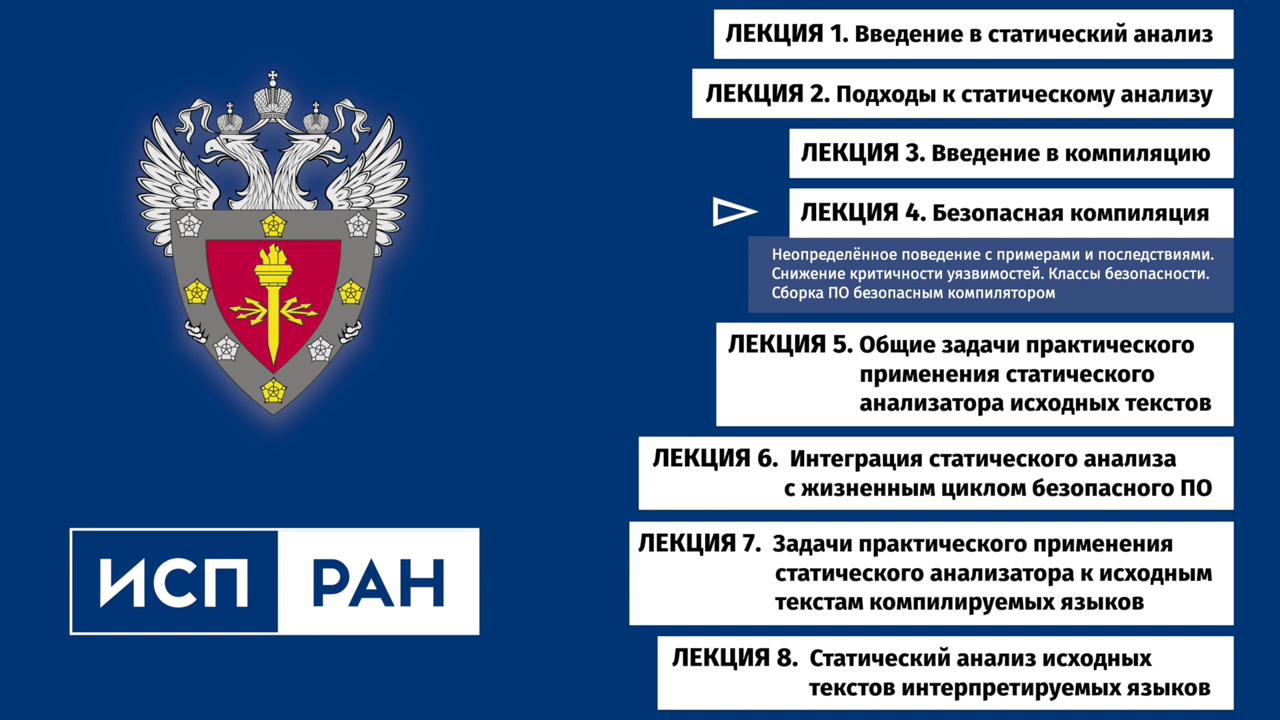 ЛЕКЦИЯ 1. Введение в статический анализ
ЛЕКЦИЯ 2. Подходы к статическому анализу
ЛЕКЦИЯ 3. Введение в компиляцию
ЛЕКЦИЯ 4. Безопасная компиляция
Неопределённое поведение с примерами и последствиями.
Снижение критичности уязвимостей. Классы безопасности.
Сборка ПО безопасным компилятором
ЛЕКЦИЯ 5. Общие задачи практического
применения статического
анализатора исходных текстов
ЛЕКЦИЯ 6. Интеграция статического анализа
с жизненным циклом безопасного ПО
ЛЕКЦИЯ 7. Задачи практического применения
статического анализатора к исходным
текстам компилируемых языков
ЛЕКЦИЯ 8. Статический анализ исходных
текстов интерпретируемых языков
ИСП РАН